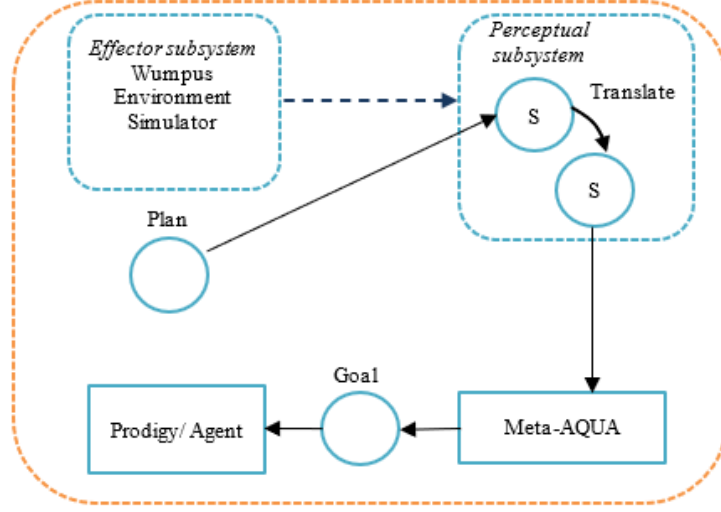 Effector subsystem
Wumpus
Environment
Simulator
Perceptual
subsystem
Translate
S
S
Plan
Goal
Prodigy/ Agent
Meta-AQUA